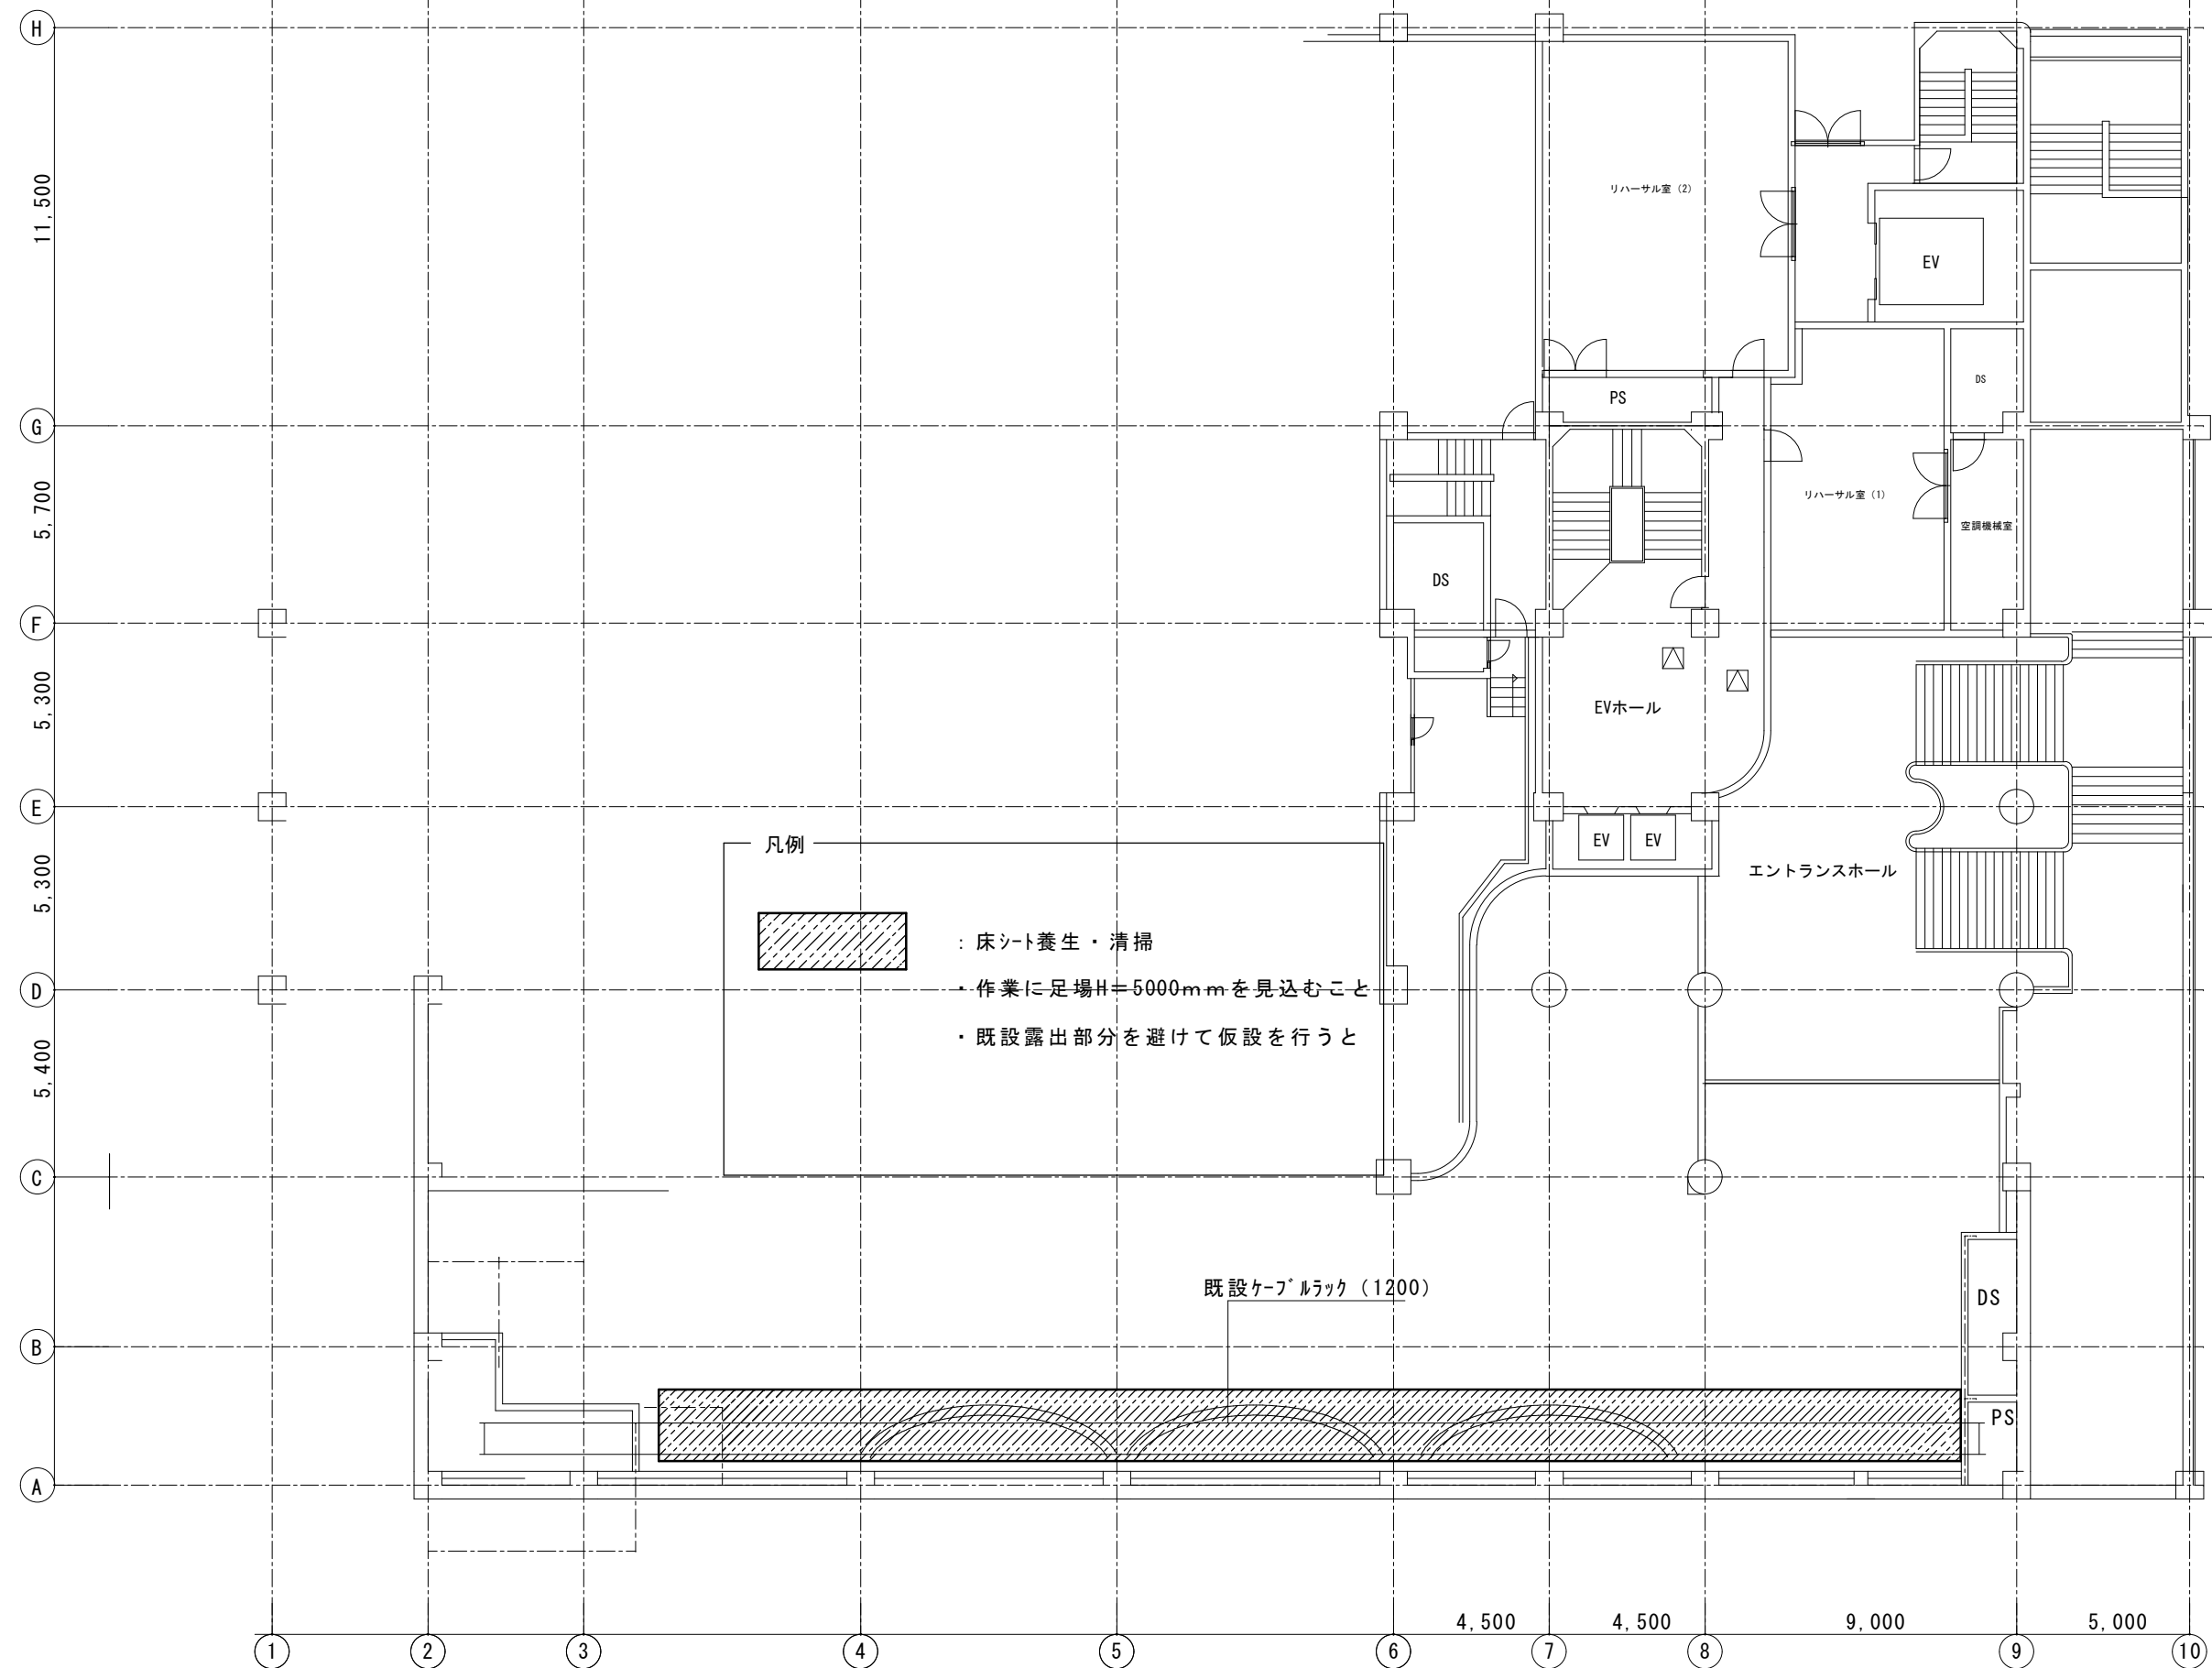 H
リハーサル室（2）
11,500
EV
DS
PS
G
リハーサル室（1）
5,700
空調機械室
DS
F
5,300
EVホール
E
EV
EV
凡例
エントランスホール
5,300
：床ｼｰﾄ養生・清掃
D
・作業に足場H＝5000ｍｍを見込むこと
・既設露出部分を避けて仮設を行うと
5,400
C
既設ｹｰﾌﾞﾙﾗｯｸ（1200）
DS
B
PS
A
4,500
4,500
9,000
5,000
1
2
3
4
5
6
7
8
9
10